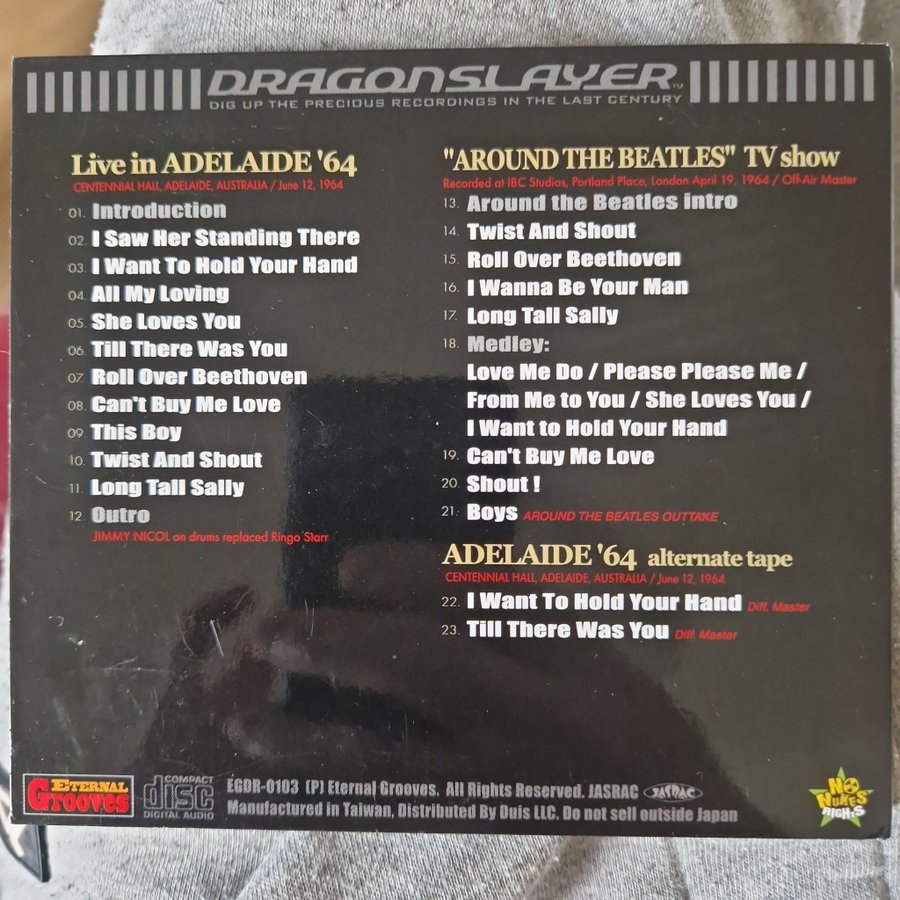 DRAGONSLAYER™
DIG UP THE PRECIOUS RECORDINGS IN THE LAST CENTURY
Live in ADELAIDE '64
CENTENNIAL HALL, ADELAIDE, AUSTRALIA / June 12, 1964
01. Introduction
02. I Saw Her Standing There
03. I Want To Hold Your Hand
04. All My Loving
05. She Loves You
06. Till There Was You
07. Roll Over Beethoven
08. Can't Buy Me Love
09. This Boy
10. Twist And Shout
11. Long Tall Sally
12. Outro
JIMMY NICOL on drums replaced Ringo Starr
"AROUND THE BEATLES" TV show
Recorded at IBC Studios, Portland Place, London April 19, 1964 / Off-Air Master
13. Around the Beatles intro
14. Twist And Shout
15. Roll Over Beethoven
16. I Wanna Be Your Man
17. Long Tall Sally
18. Medley:
Love Me Do / Please Please Me /
From Me to You / She Loves You /
I Want to Hold Your Hand
19. Can't Buy Me Love
20. Shout !
21. Boys AROUND THE BEATLES OUTTAKE
ADELAIDE '64 alternate tape
CENTENNIAL HALL, ADELAIDE, AUSTRALIA / June 12, 1964
22. I Want To Hold Your Hand Diff. Master
23. Till There Was You Diff. Master
ETERNAL
GROOVES
COMPACT
disc
DIGITAL AUDIO
EGDR-0103 (P) Eternal Grooves. All Rights Reserved. JASRAC JASRAC
Manufactured in Taiwan, Distributed By Duis LLC. Do not sell outside Japan
NO
NUKES
RIGHTS